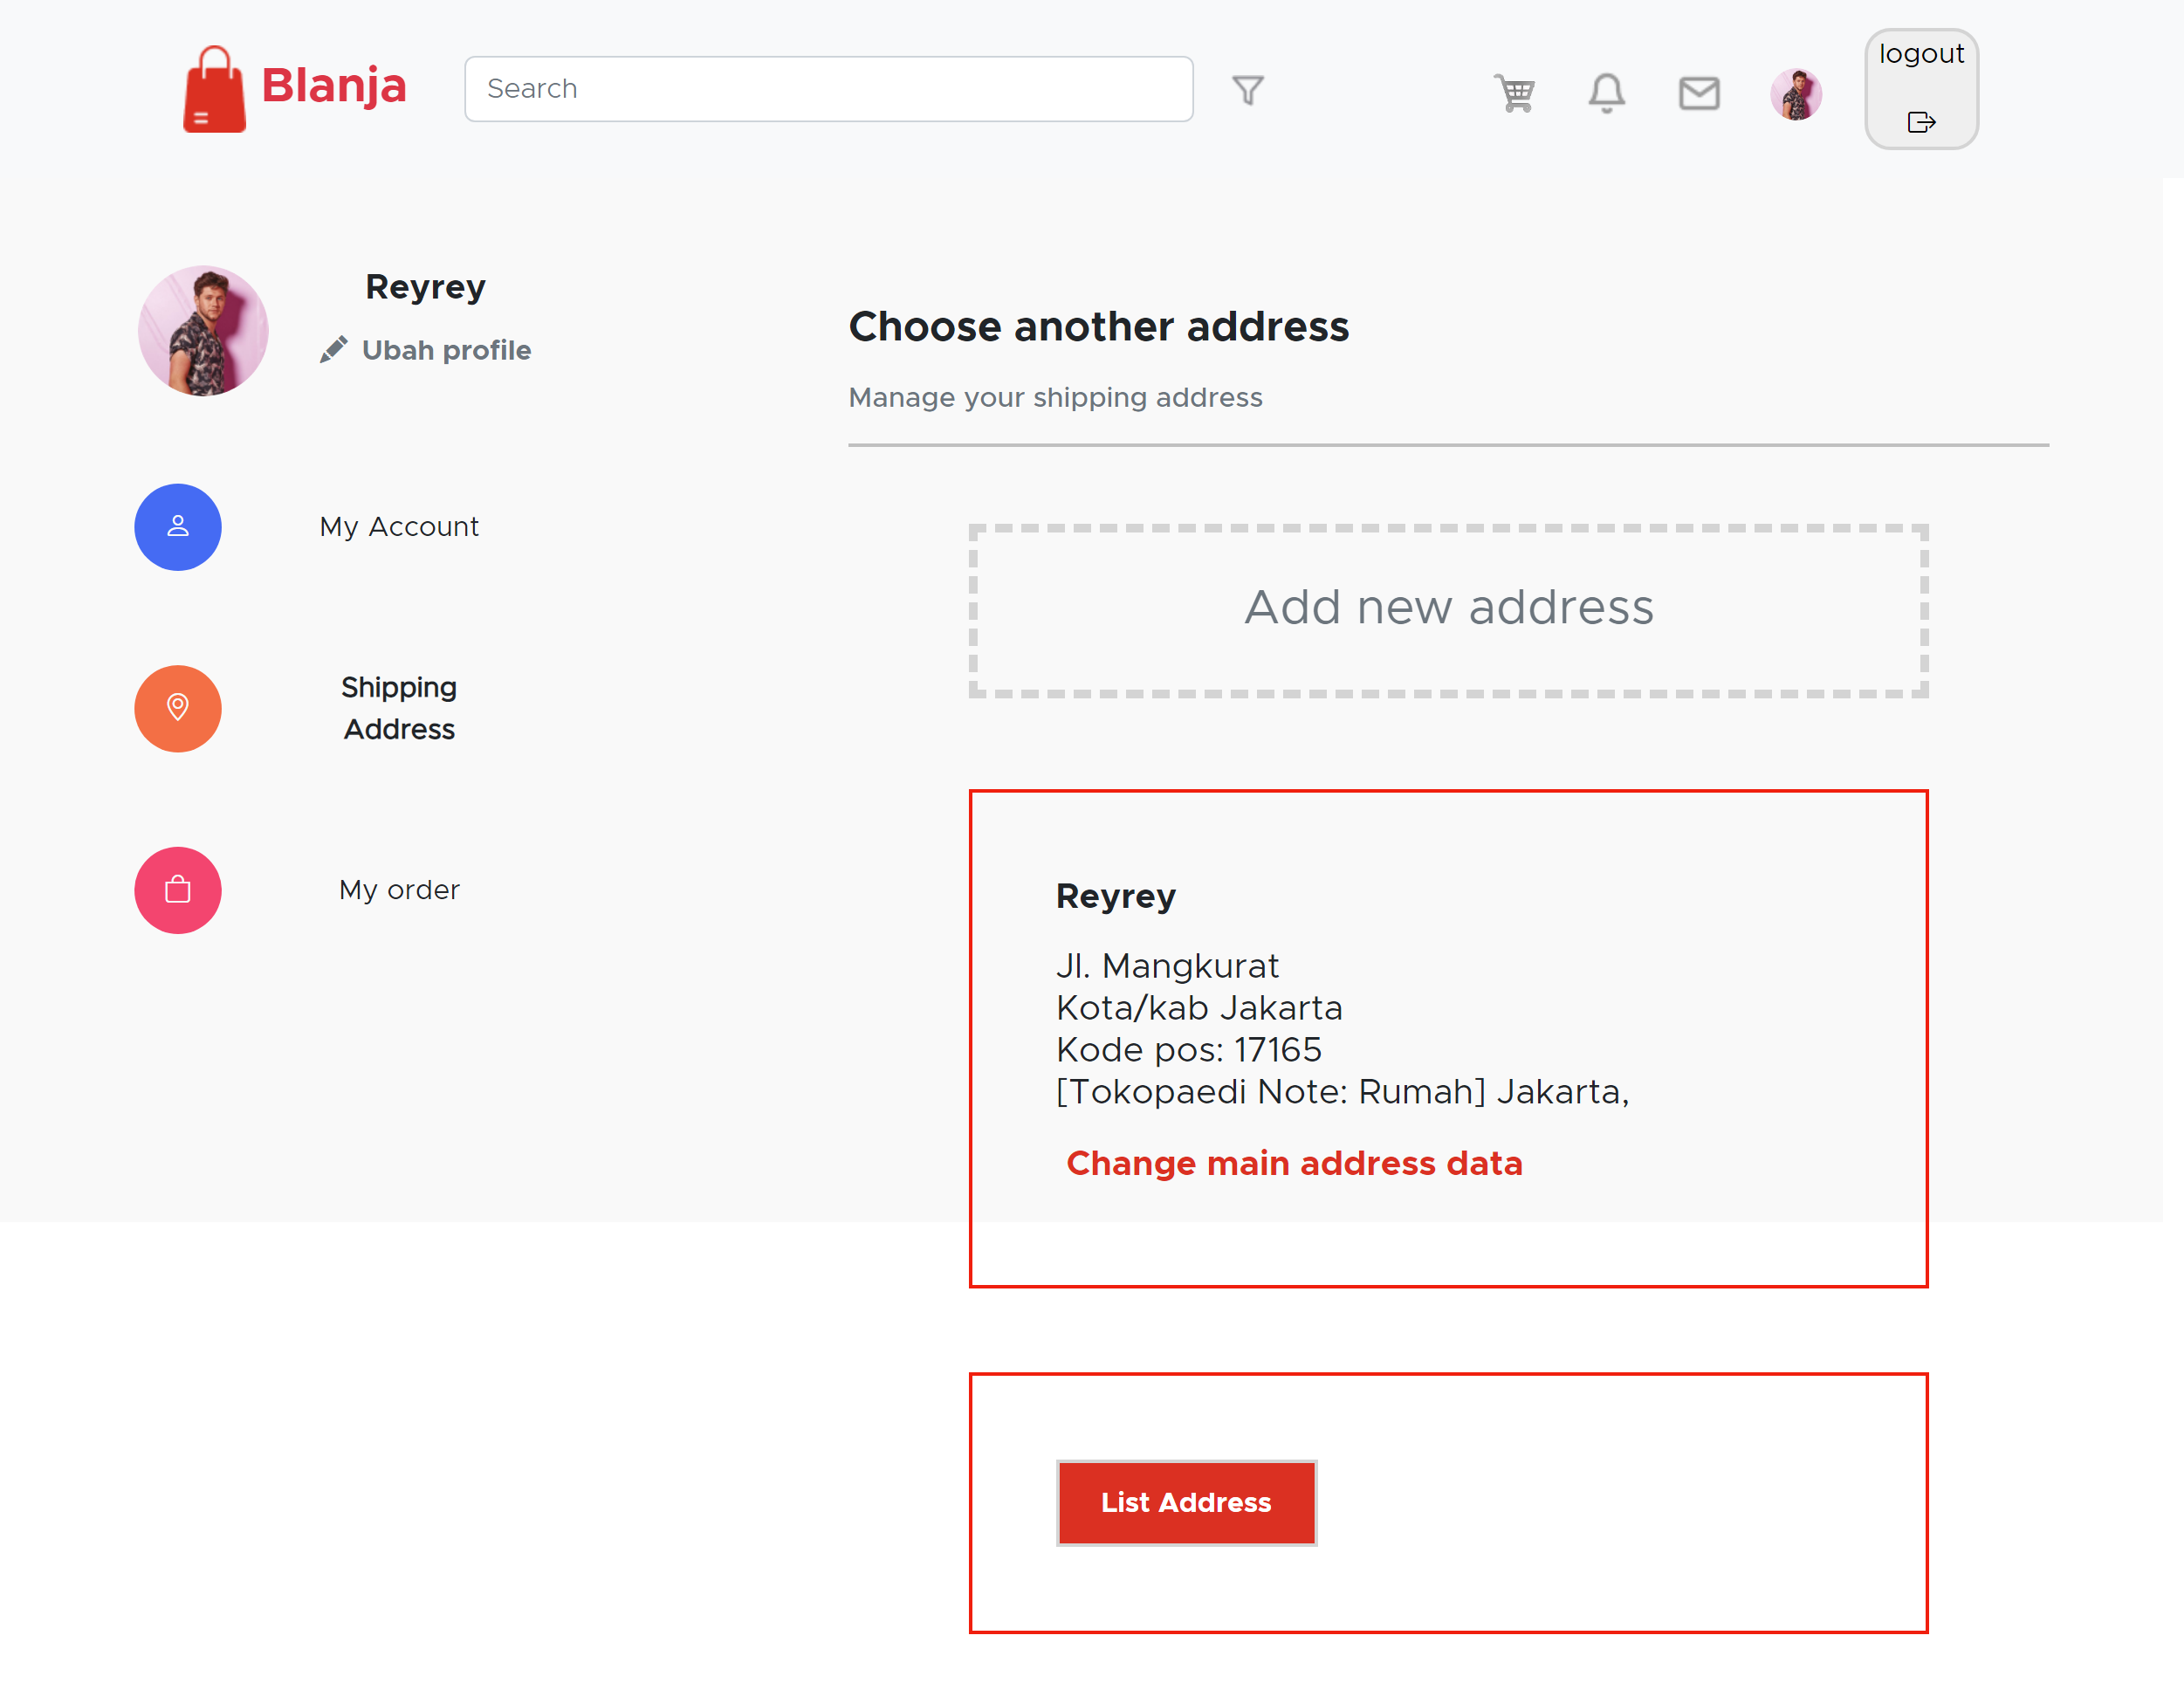 Blanja
Search
logout
Reyrey
Ubah profile
My Account
Shipping
Address
My order
Choose another address
Manage your shipping address
Add new address
Reyrey
Jl. Mangkurat
Kota/kab Jakarta
Kode pos: 17165
[Tokopaedi Note: Rumah] Jakarta,
Change main address data
List Address